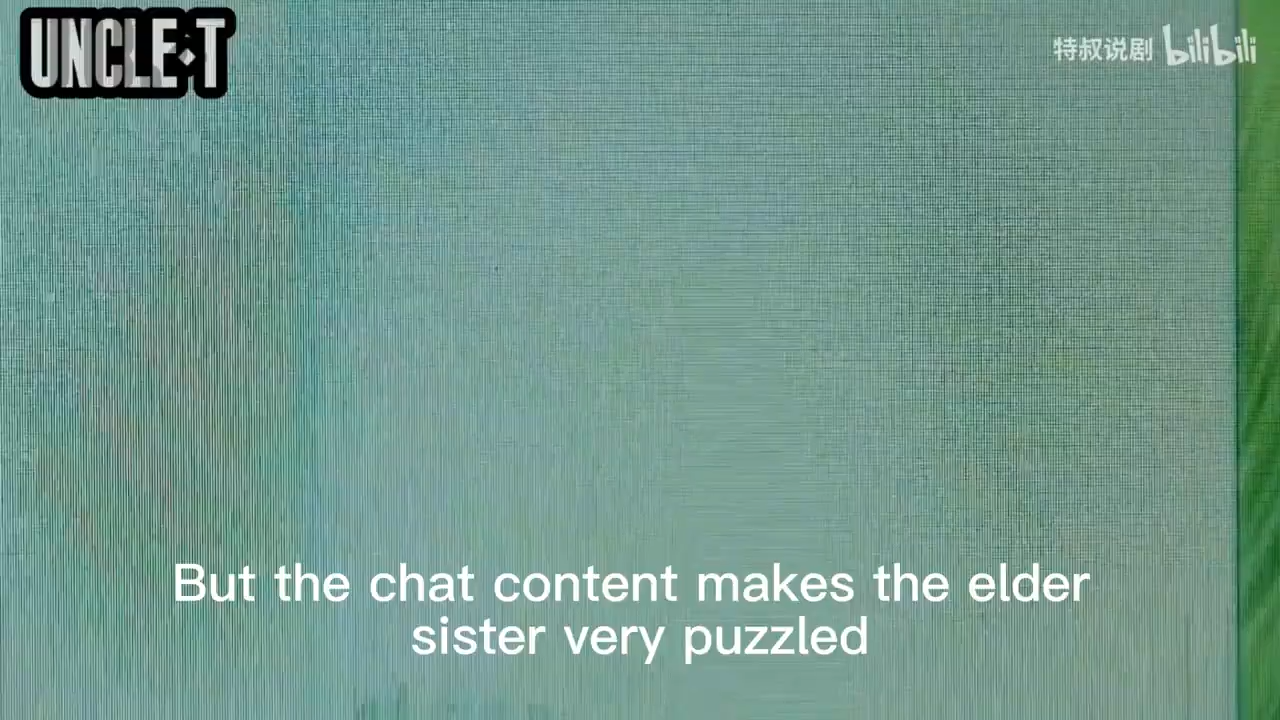 UNCLE·T
特叔说剧 bilibili
But the chat content makes the elder
sister very puzzled